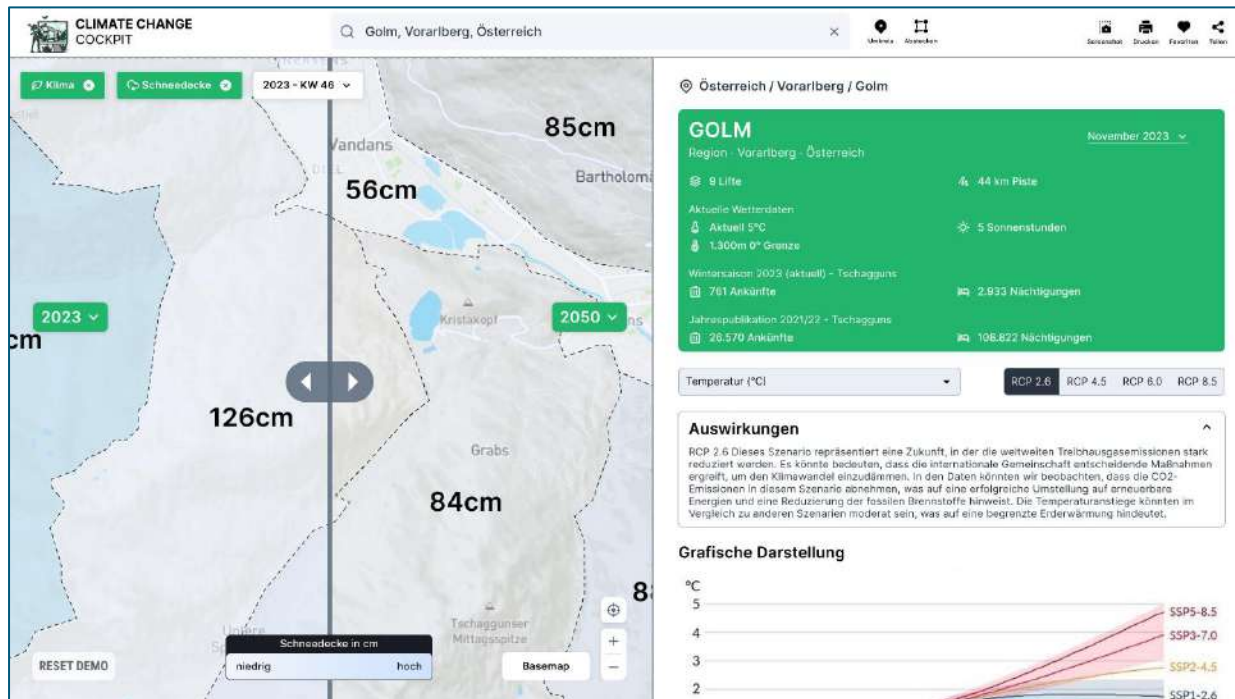 CLIMATE CHANGE
COCKPIT
Golm, Vorarlberg, Österreich
Umkreis
Abstecken
Screenshot
Drucken
Favoriten
Teilen
Klima
Schneedecke
2023 - KW 46
Vandans
85cm
Bartholomä
56cm
2023
cm
Kristakopf
2050
ns
126cm
Grabs
84cm
88
Tschaggunser
Mittagsspitze
Schneedecke in cm
niedrig
hoch
RESET DEMO
Basemap
+
−
Österreich / Vorarlberg / Golm
GOLM
November 2023
Region - Vorarlberg - Österreich
9 Lifte
44 km Piste
Aktuelle Wetterdaten
Aktuell 5°C
5 Sonnenstunden
1.300m 0° Grenze
Wintersaison 2023 (aktuell) - Tschagguns
761 Ankünfte
2.933 Nächtigungen
Jahrespublikation 2021/22 - Tschagguns
26.570 Ankünfte
106.822 Nächtigungen
Temperatur (°C)
RCP 2.6
RCP 4.5
RCP 6.0
RCP 8.5
Auswirkungen
RCP 2.6 Dieses Szenario repräsentiert eine Zukunft, in der die weltweiten Treibhausgasemissionen stark
reduziert werden. Es könnte bedeuten, dass die internationale Gemeinschaft entscheidende Maßnahmen
ergreift, um den Klimawandel einzudämmen. In den Daten könnten wir beobachten, dass die CO2-
Emissionen in diesem Szenario abnehmen, was auf eine erfolgreiche Umstellung auf erneuerbare
Energien und eine Reduzierung der fossilen Brennstoffe hinweist. Die Temperaturanstiege könnten im
Vergleich zu anderen Szenarien moderat sein, was auf eine begrenzte Erderwärmung hindeutet.
Grafische Darstellung
°C
5
4
3
2
SSP5-8.5
SSP3-7.0
SSP2-4.5
SSP1-2.6